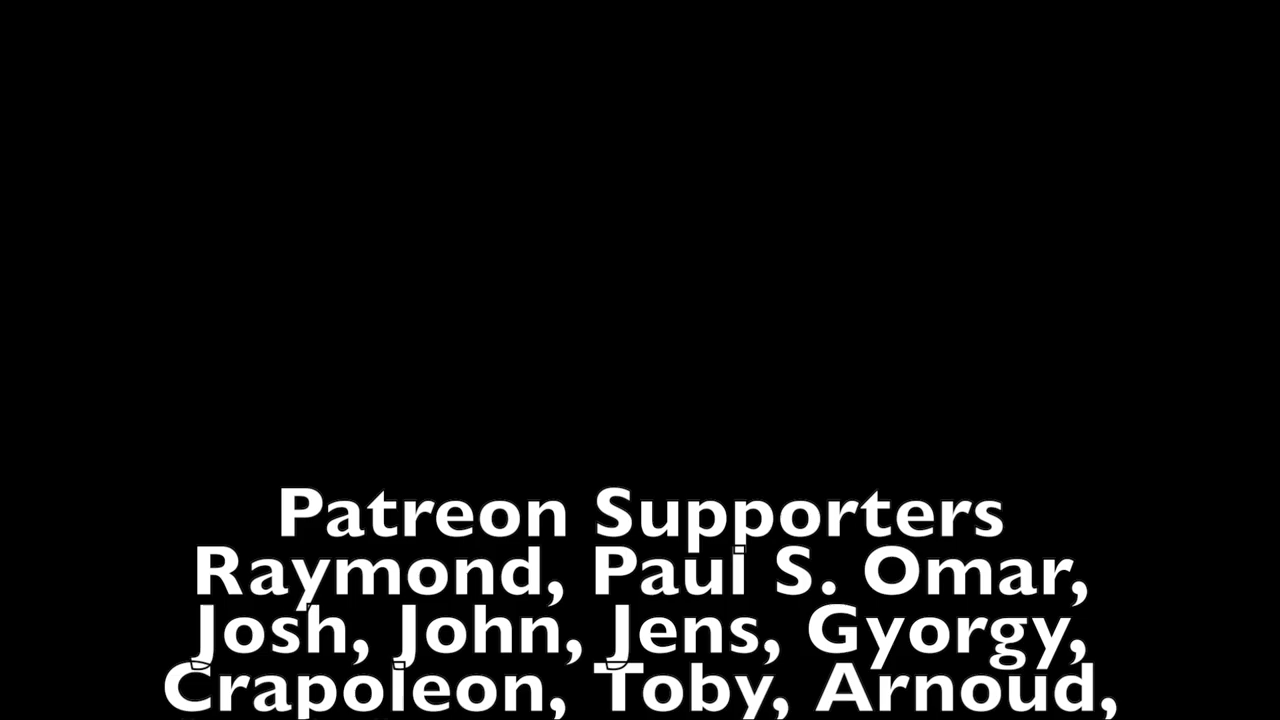 Patreon Supporters
Raymond, Paul S. Omar,
Josh, John, Jens, Gyorgy,
Crapoleon, Toby, Arnoud,